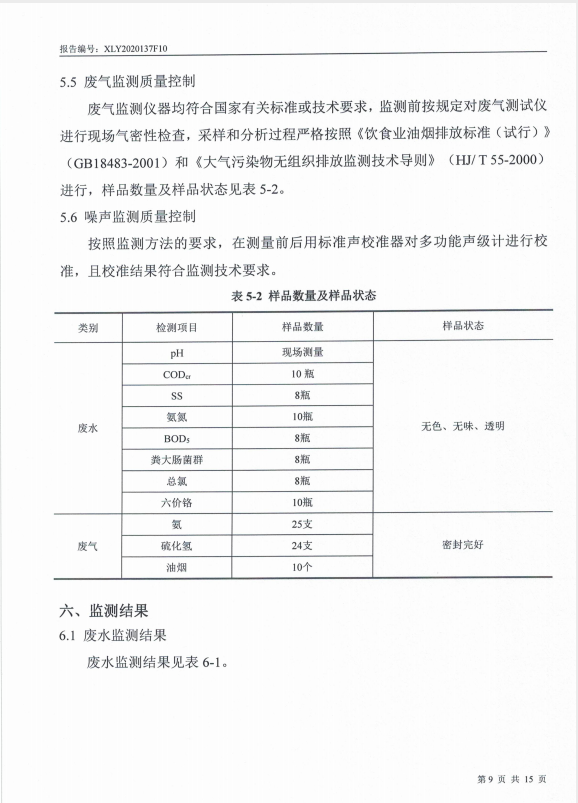 报告编号：XLY2020137F10
5.5 废气监测质量控制
废气监测仪器均符合国家有关标准或技术要求，监测前按规定对废气测试仪
进行现场气密性检查，采样和分析过程严格按照《饮食业油烟排放标准（试行）》
（GB18483-2001）和《大气污染物无组织排放监测技术导则》（HJ/T 55-2000）
进行，样品数量及样品状态见表 5-2。
5.6 噪声监测质量控制
按照监测方法的要求，在测量前后用标准声校准器对多功能声级计进行校
准，且校准结果符合监测技术要求。
表 5-2 样品数量及样品状态
类别 检测项目 样品数量 样品状态
废水 pH 现场测量 无色、无味、透明
CODcr 10 瓶
SS 8瓶
氨氮 10瓶
BOD5 8瓶
粪大肠菌群 8瓶
总氯 8瓶
六价铬 10瓶
废气 氨 25支 密封完好
硫化氢 24支
油烟 10个
六、监测结果
6.1 废水监测结果
废水监测结果见表 6-1。
第 9 页 共 15 页